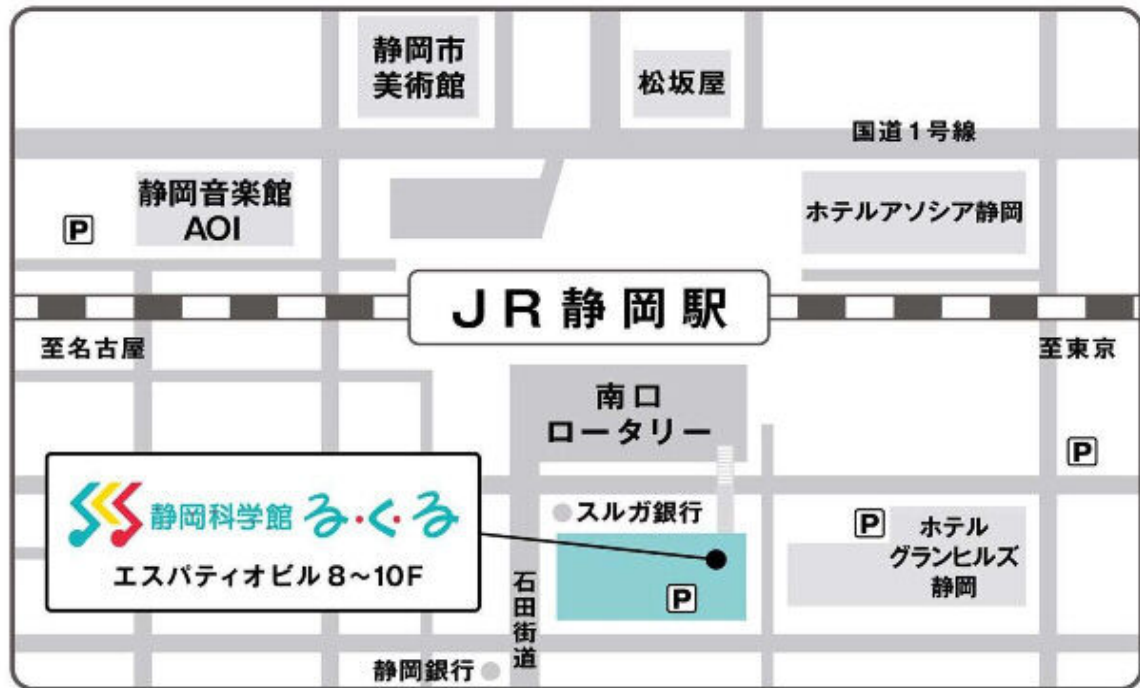 静岡市
美術館
松坂屋
国道1号線
静岡音楽館
AOI
P
ホテルアソシア静岡
JR静岡駅
至名古屋
至東京
南口
ロータリー
P
静岡科学館 る・く・る
エスパティオビル 8～10F
スルガ銀行
P
P
ホテル
グランヒルズ
静岡
石田街道
静岡銀行